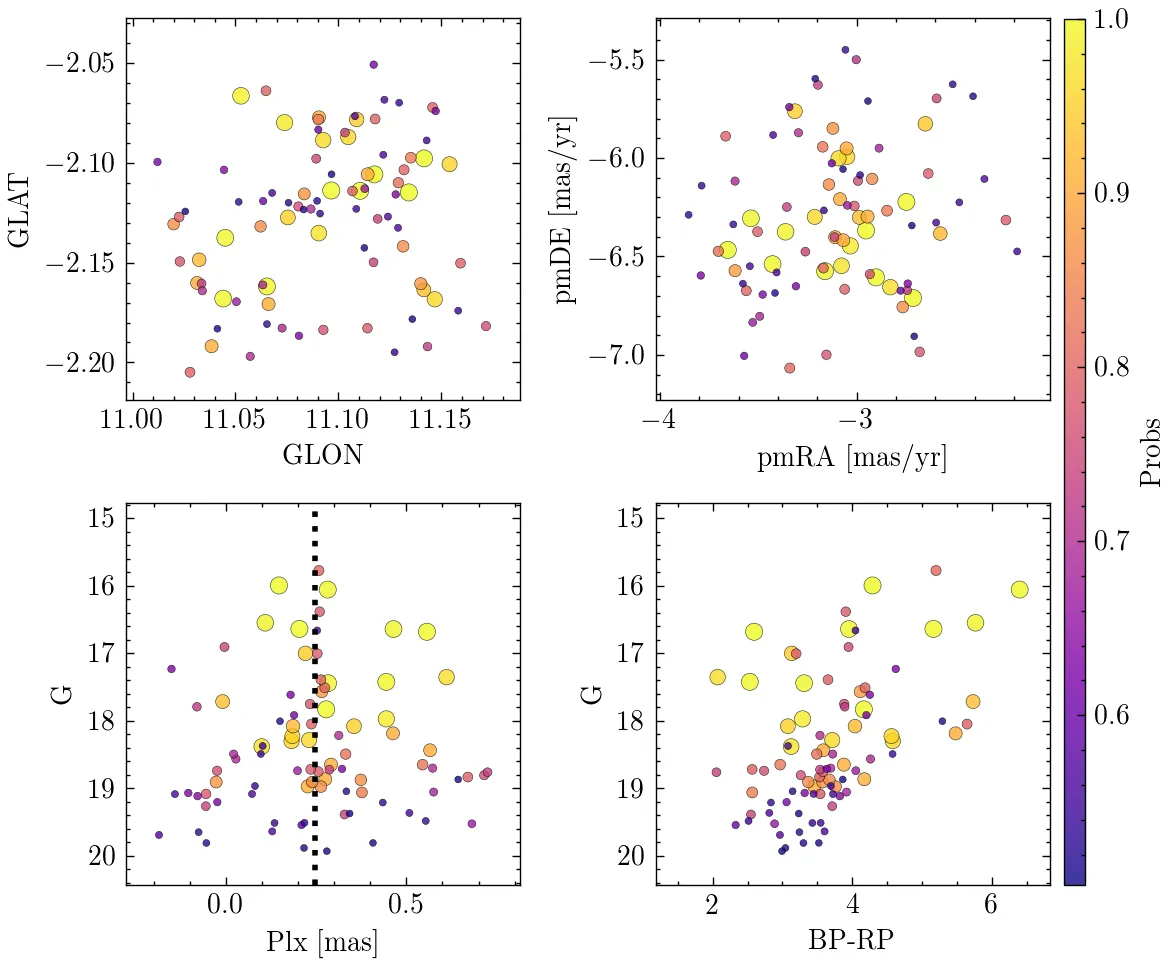 −2.05
−2.10
−2.15
−2.20
GLAT
11.00 11.05 11.10 11.15
GLON
−5.5
−6.0
−6.5
−7.0
pmDE [mas/yr]
−4 −3
pmRA [mas/yr]
15
16
17
18
19
20
G
0.0 0.5
Plx [mas]
15
16
17
18
19
20
G
2 4 6
BP-RP
1.0
0.9
0.8
0.7
0.6
Probs